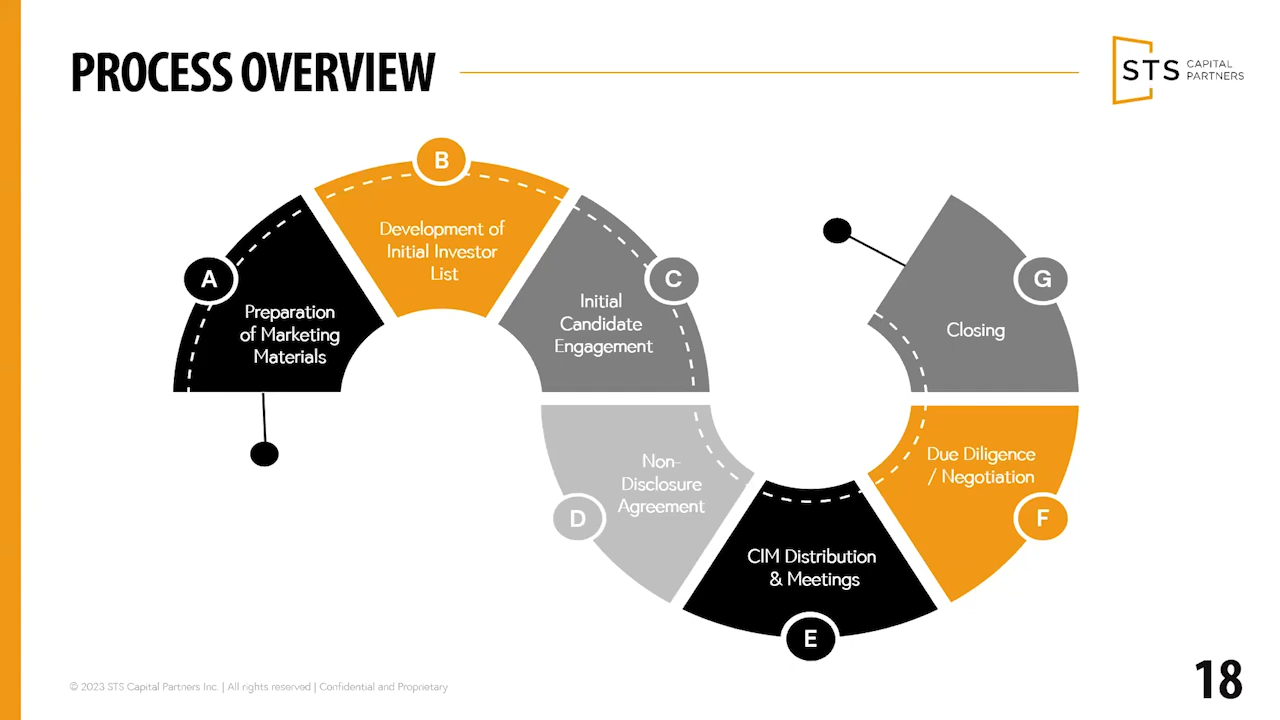 PROCESS OVERVIEW
STS CAPITAL
PARTNERS
A
Preparation
of Marketing
Materials
B
Development of
Initial Investor
List
C
Initial
Candidate
Engagement
D
Non-
Disclosure
Agreement
E
CIM Distribution
& Meetings
F
Due Diligence
/ Negotiation
G
Closing
© 2023 STS Capital Partners Inc. | All rights reserved | Confidential and Proprietary
18